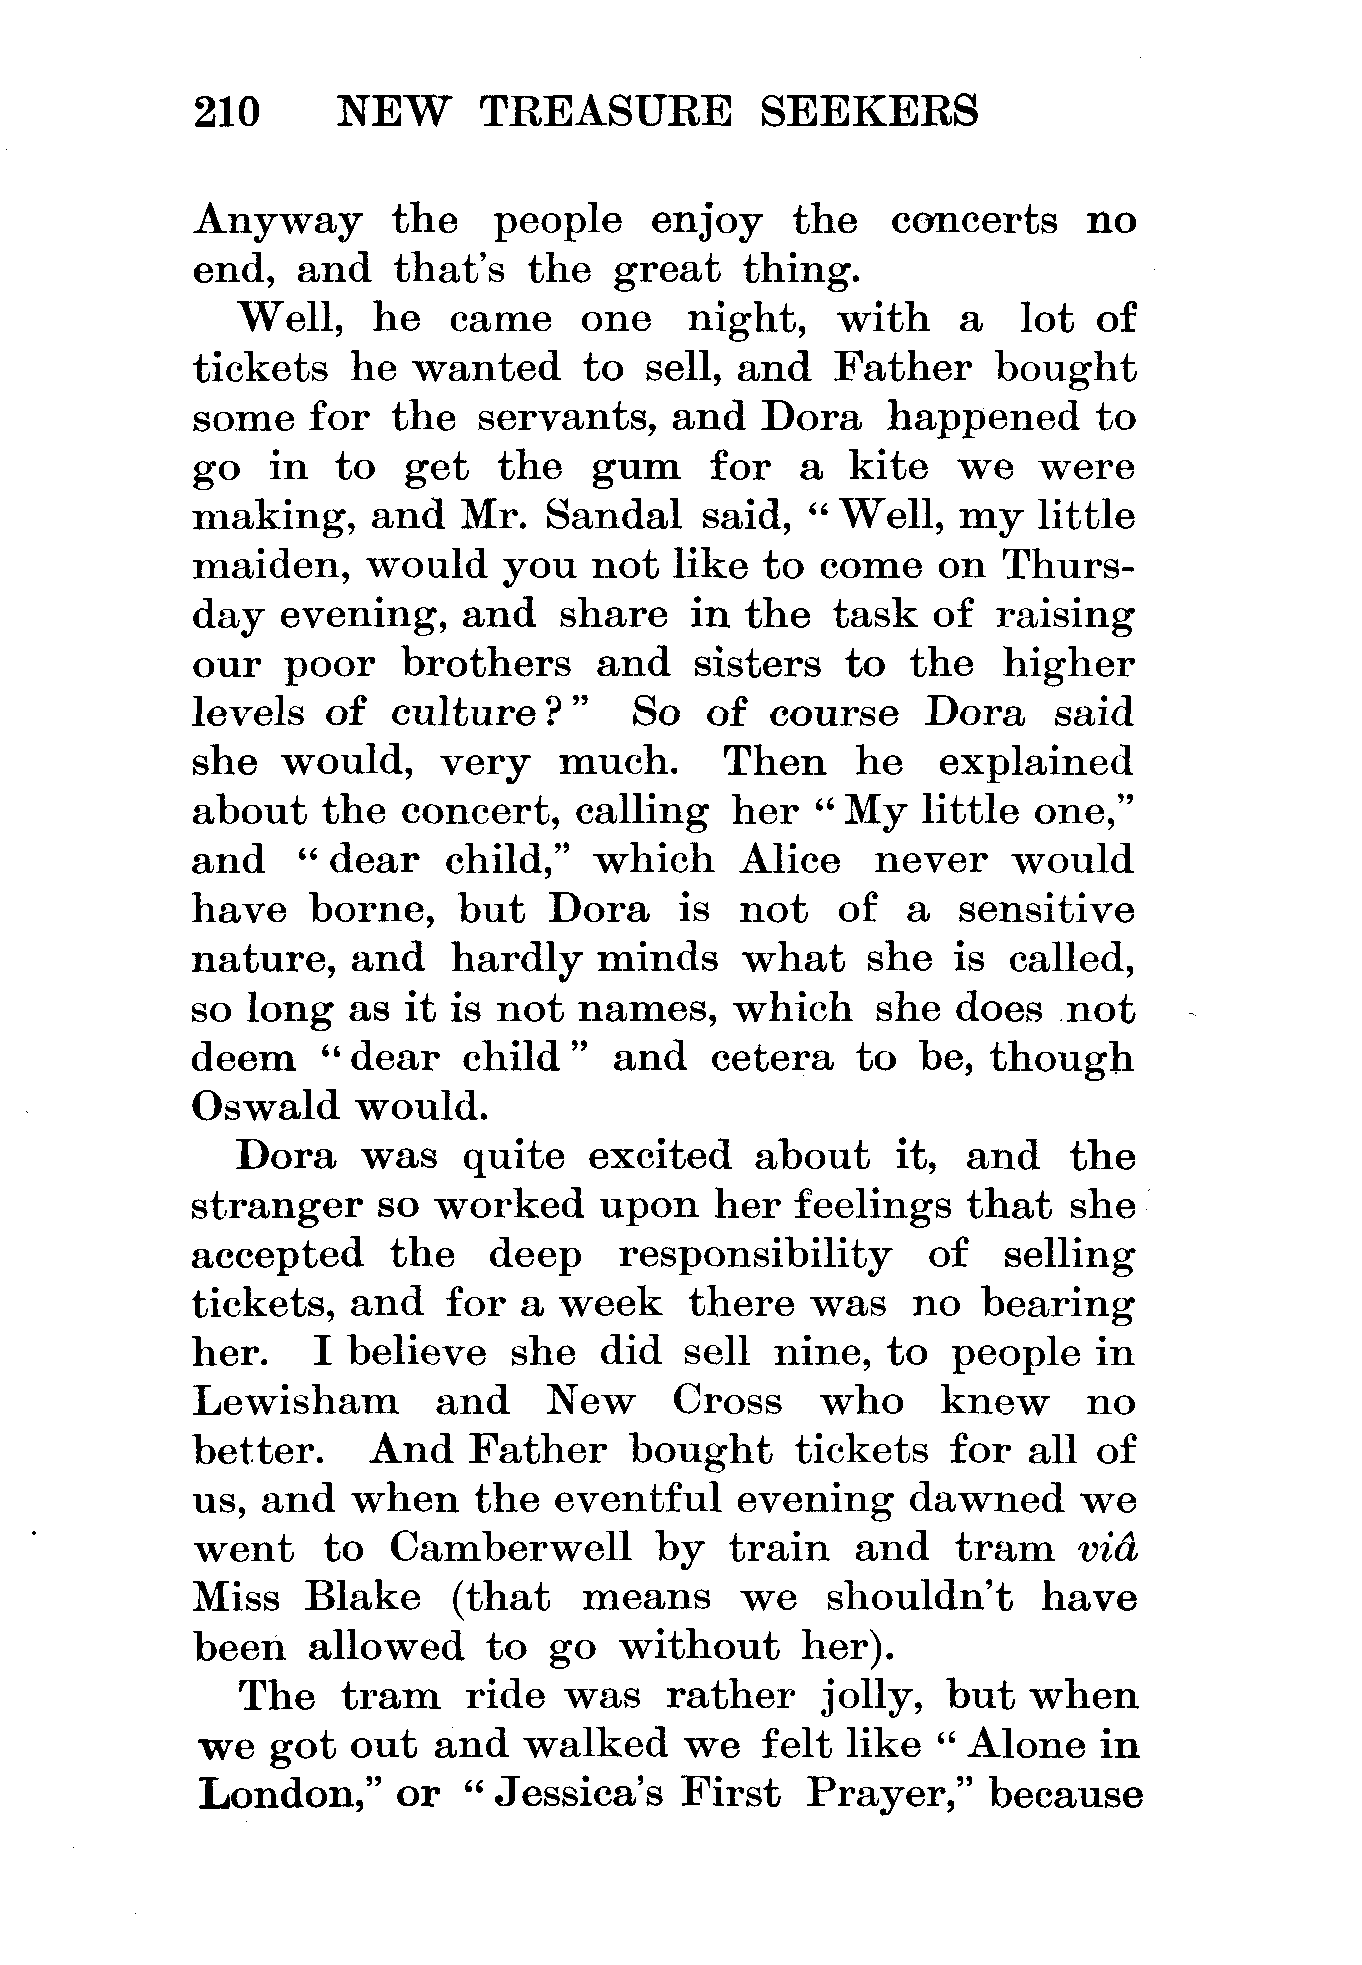 210 NEW TREASURE SEEKERS
Anyway the people enjoy the concerts no
end, and that's the great thing.
Well, he came one night, with a lot of
tickets he wanted to sell, and Father bought
some for the servants, and Dora happened to
go in to get the gum for a kite we were
making, and Mr. Sandal said, “Well, my little
maiden, would you not like to come on Thurs-
day evening, and share in the task of raising
our poor brothers and sisters to the higher
levels of culture?” So of course Dora said
she would, very much. Then he explained
about the concert, calling her “My little one,”
and “dear child,” which Alice never would
have borne, but Dora is not of a sensitive
nature, and hardly minds what she is called,
so long as it is not names, which she does not
deem “dear child” and cetera to be, though
Oswald would.
Dora was quite excited about it, and the
stranger so worked upon her feelings that she
accepted the deep responsibility of selling
tickets, and for a week there was no bearing
her. I believe she did sell nine, to people in
Lewisham and New Cross who knew no
better. And Father bought tickets for all of
us, and when the eventful evening dawned we
went to Camberwell by train and tram viâ
Miss Blake (that means we shouldn't have
been allowed to go without her).
The tram ride was rather jolly, but when
we got out and walked we felt like “Alone in
London,” or “Jessica's First Prayer,” because